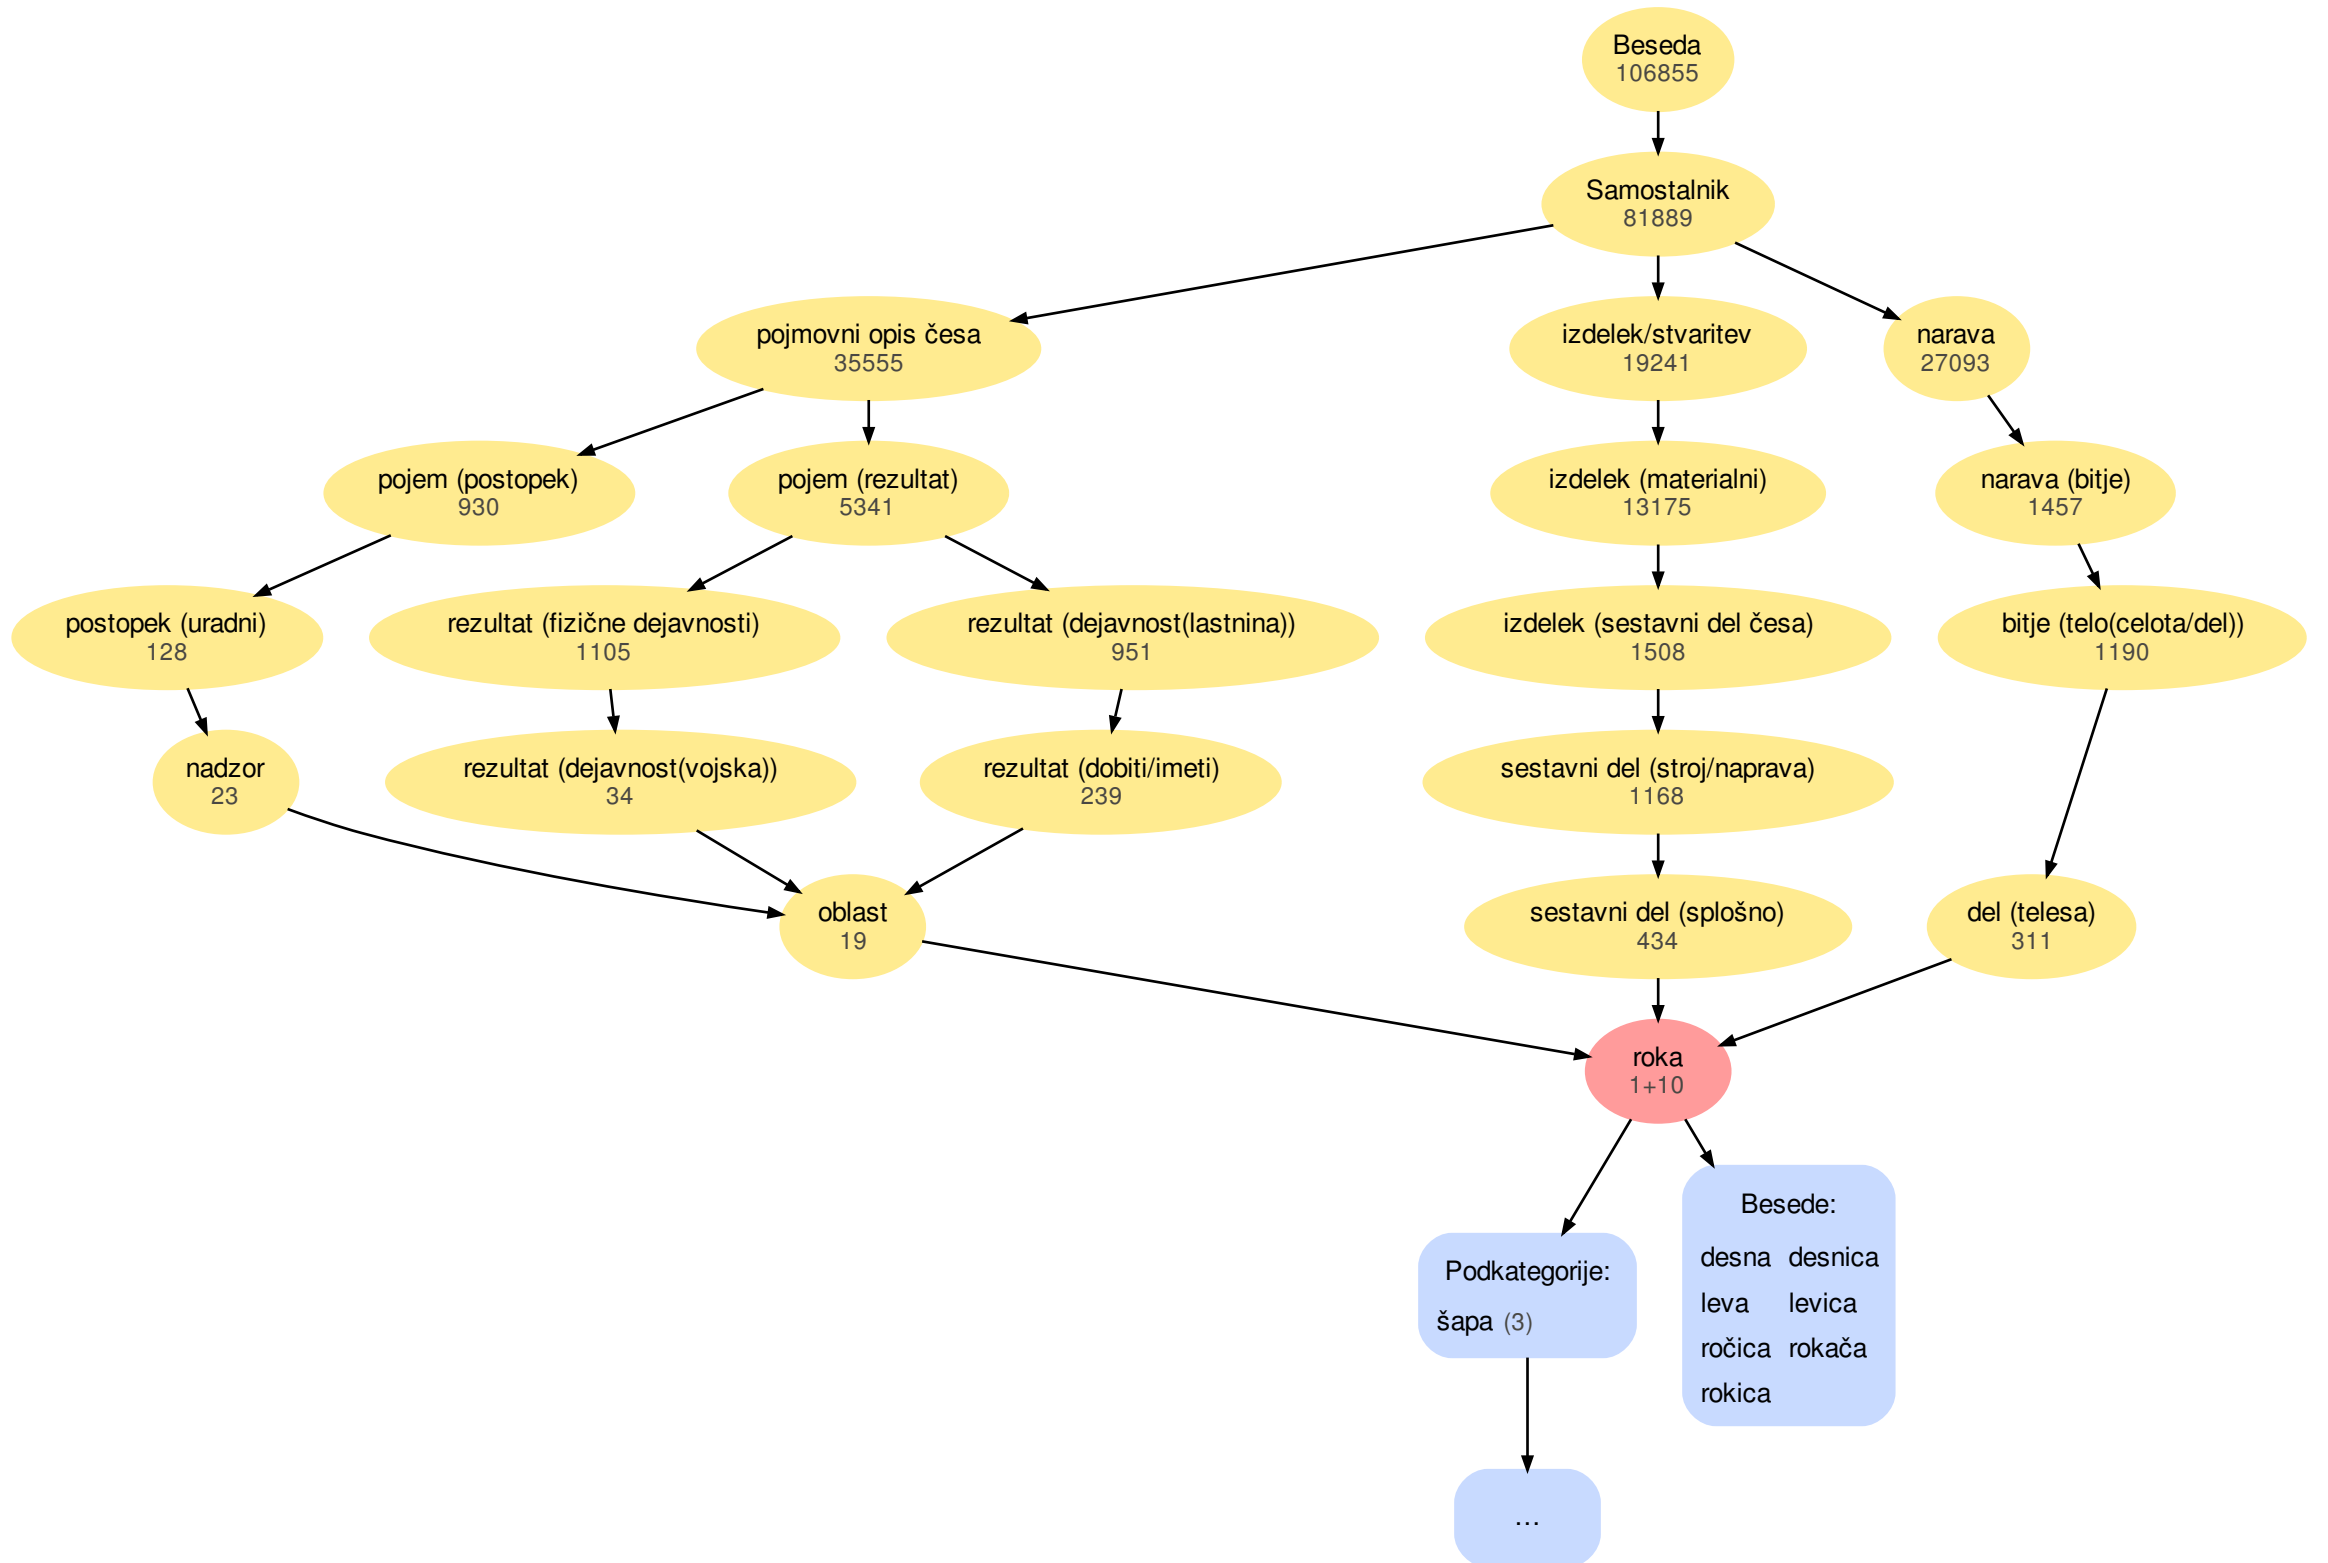 Beseda
106855
Samostalnik
81889
pojmovni opis česa
35555
izdelek/stvaritev
19241
narava
27093
pojem (postopek)
930
pojem (rezultat)
5341
izdelek (materialni)
13175
narava (bitje)
1457
postopek (uradni)
128
rezultat (fizične dejavnosti)
1105
rezultat (dejavnost(lastnina))
951
izdelek (sestavni del česa)
1508
bitje (telo(celota/del))
1190
nadzor
23
rezultat (dejavnost(vojska))
34
rezultat (dobiti/imeti)
239
sestavni del (stroj/naprava)
1168
oblast
19
sestavni del (splošno)
434
del (telesa)
311
roka
1+10
Besede:
desna desnica
leva levica
ročica rokača
rokica
Podkategorije:
šapa (3)
...